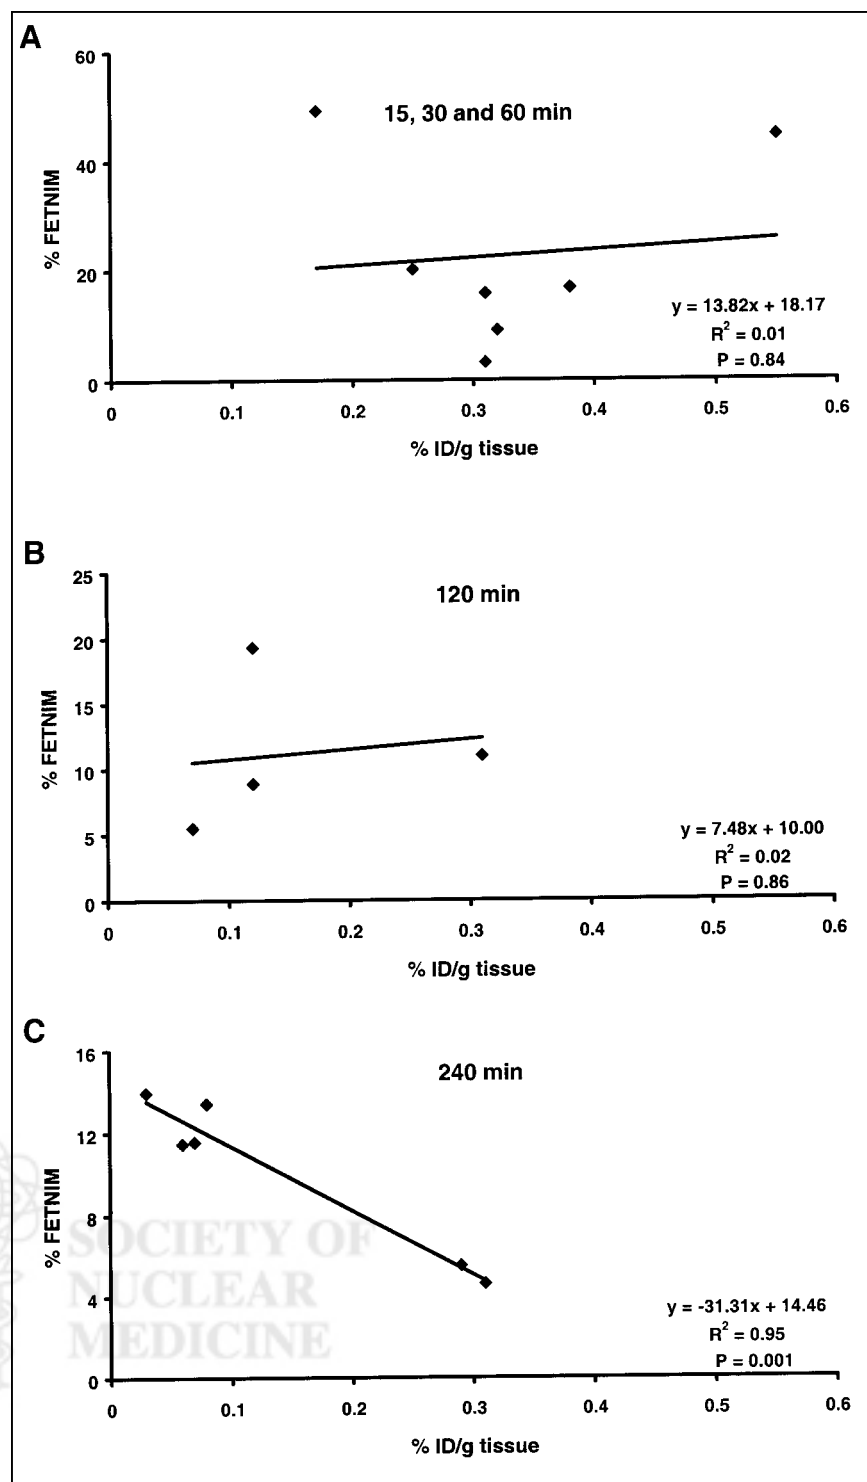 A
60
15, 30 and 60 min
40
% FETNIM
20
y = 13.82x + 18.17
R² = 0.01
P = 0.84
0
0 0.1 0.2 0.3 0.4 0.5 0.6
% ID/g tissue
B
25
120 min
20
15
% FETNIM
10
5
y = 7.48x + 10.00
R² = 0.02
P = 0.86
0
0 0.1 0.2 0.3 0.4 0.5 0.6
% ID/g tissue
C
16
240 min
12
% FETNIM
8
SOCIETY OF
NUCLEAR
MEDICINE
4
y = -31.31x + 14.46
R² = 0.95
P = 0.001
0
0 0.1 0.2 0.3 0.4 0.5 0.6
% ID/g tissue